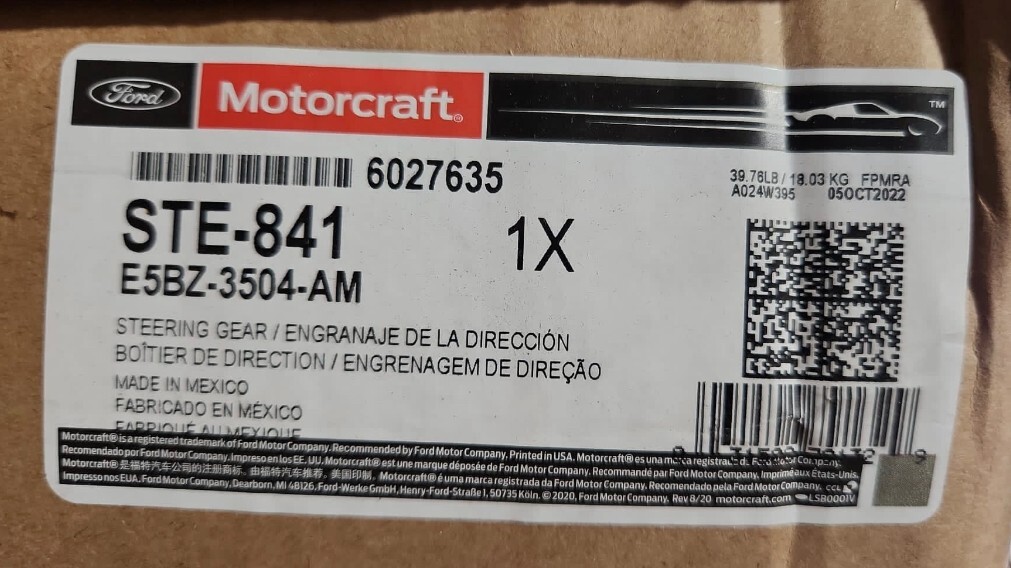 Ford
Motorcraft®
™
6027635
39.76LB / 18.03 KG FPMRA
A024W395 05OCT2022
STE-841
1X
E5BZ-3504-AM
STEERING GEAR / ENGRANAJE DE LA DIRECCIÓN
BOÎTIER DE DIRECTION / ENGRENAGEM DE DIREÇÃO
MADE IN MEXICO
FABRICADO EN MÉXICO
FABRIQUÉ AU MEXIQUE
Motorcraft® is a registered trademark of Ford Motor Company. Recommended by Ford Motor Company, Printed in USA. Motorcraft® es una marca registrada d. Ford Motor Company.
Recomendado por Ford Motor Company. Impreso en los EE. UU. Motorcraft® est une marque déposée de Ford Motor Company. Recommandé par Ford Motor Company, Imprimé aux États-Unis.
Motorcraft® 是福特汽车公司的注册商标。由福特汽车推荐。美国印制。Motorcraft® é uma marca registrada da Ford Motor Company. Recomendado pela Ford Motor Company,
Impresso nos EUA. Ford Motor Company, Dearborn, MI 48126. Ford-Werke GmbH, Henry-Ford-Straße 1, 50735 Köln. © 2020, Ford Motor Company. Rev 8/20 motorcraft.com LSB0001V